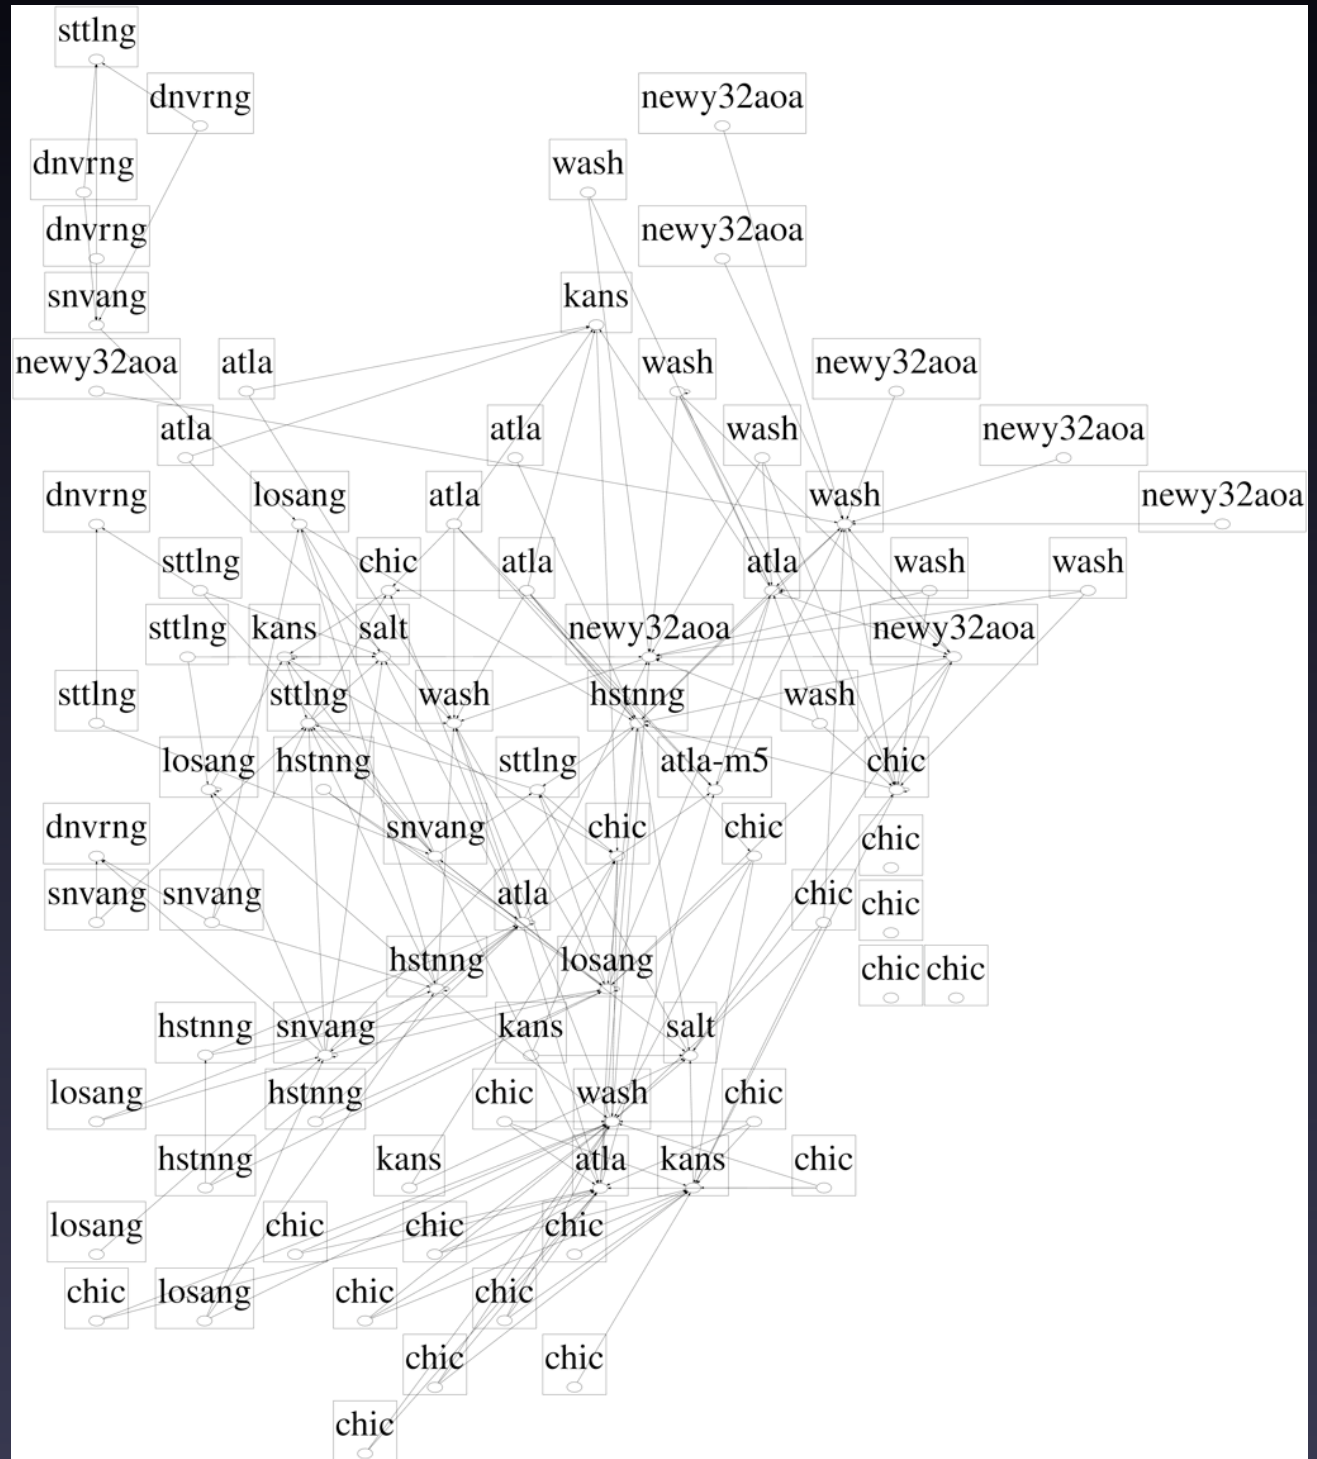 sttlng
dnvrng
newy32aoa
dnvrng
wash
dnvrng
newy32aoa
snvang
kans
newy32aoa
atla
wash
newy32aoa
atla
atla
wash
newy32aoa
dnvrng
losang
atla
wash
newy32aoa
sttlng
chic
atla
atla
wash
wash
sttlng
kans
salt
newy32aoa
newy32aoa
sttlng
sttlng
wash
hstnng
wash
losang
hstnng
sttlng
atla-m5
chic
dnvrng
snvang
chic
chic
chic
snvang
snvang
atla
chic
chic
hstnng
losang
chic
chic
hstnng
snvang
kans
salt
losang
hstnng
chic
wash
chic
hstnng
kans
atla
kans
chic
losang
chic
chic
chic
chic
losang
chic
chic
chic
chic
chic